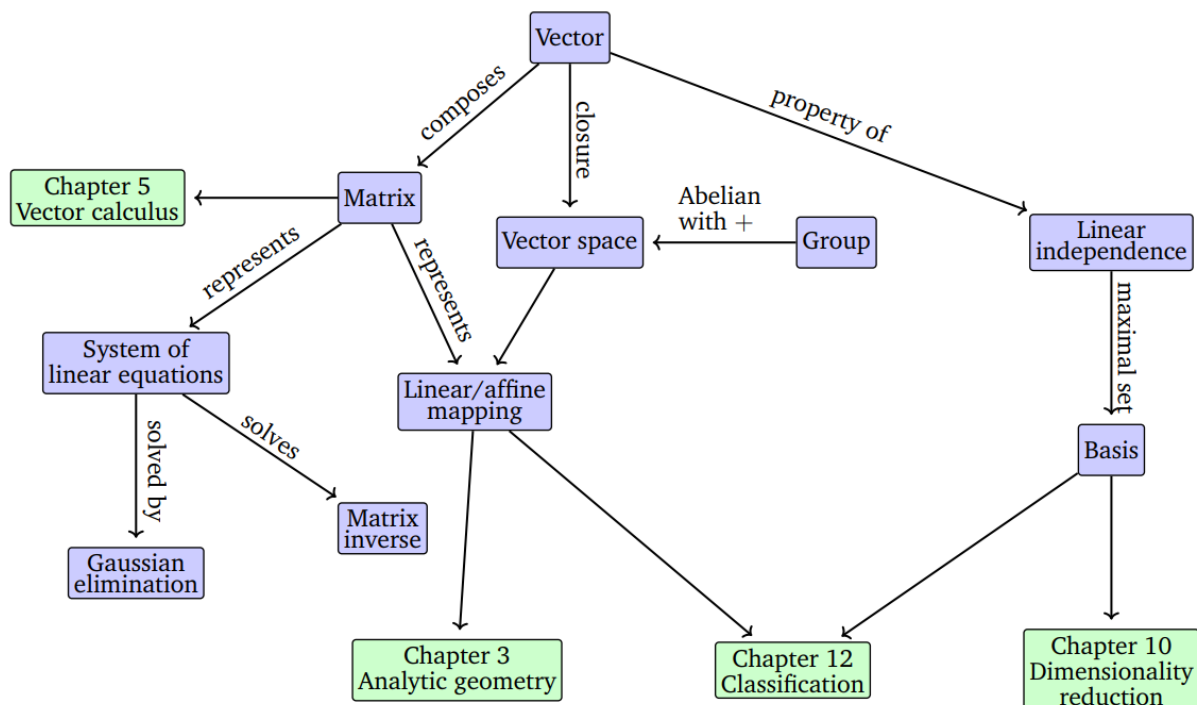 Vector
composes
closure
property of
Chapter 5
Vector calculus
Matrix
Abelian
with +
Vector space
Group
Linear
independence
represents
represents
maximal set
System of
linear equations
Linear/affine
mapping
solved by
solves
Basis
Matrix
inverse
Gaussian
elimination
Chapter 3
Analytic geometry
Chapter 12
Classification
Chapter 10
Dimensionality
reduction